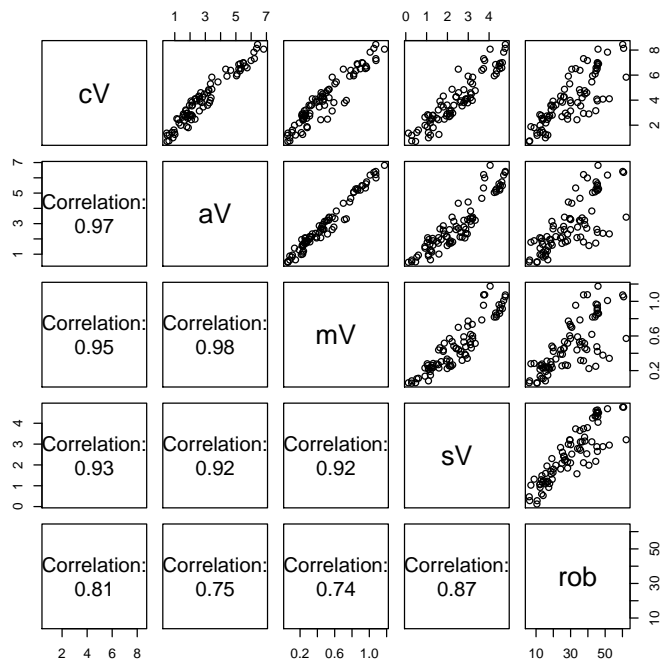 1 3 5 7
0 1 2 3 4
cV
2 4 6 8
1 3 5 7
Correlation:
0.97
aV
Correlation:
0.95
Correlation:
0.98
mV
0.2 0.6 1.0
0 1 2 3 4
Correlation:
0.93
Correlation:
0.92
Correlation:
0.92
sV
Correlation:
0.81
Correlation:
0.75
Correlation:
0.74
Correlation:
0.87
rob
10 30 50
2 4 6 8
0.2 0.6 1.0
10 30 50